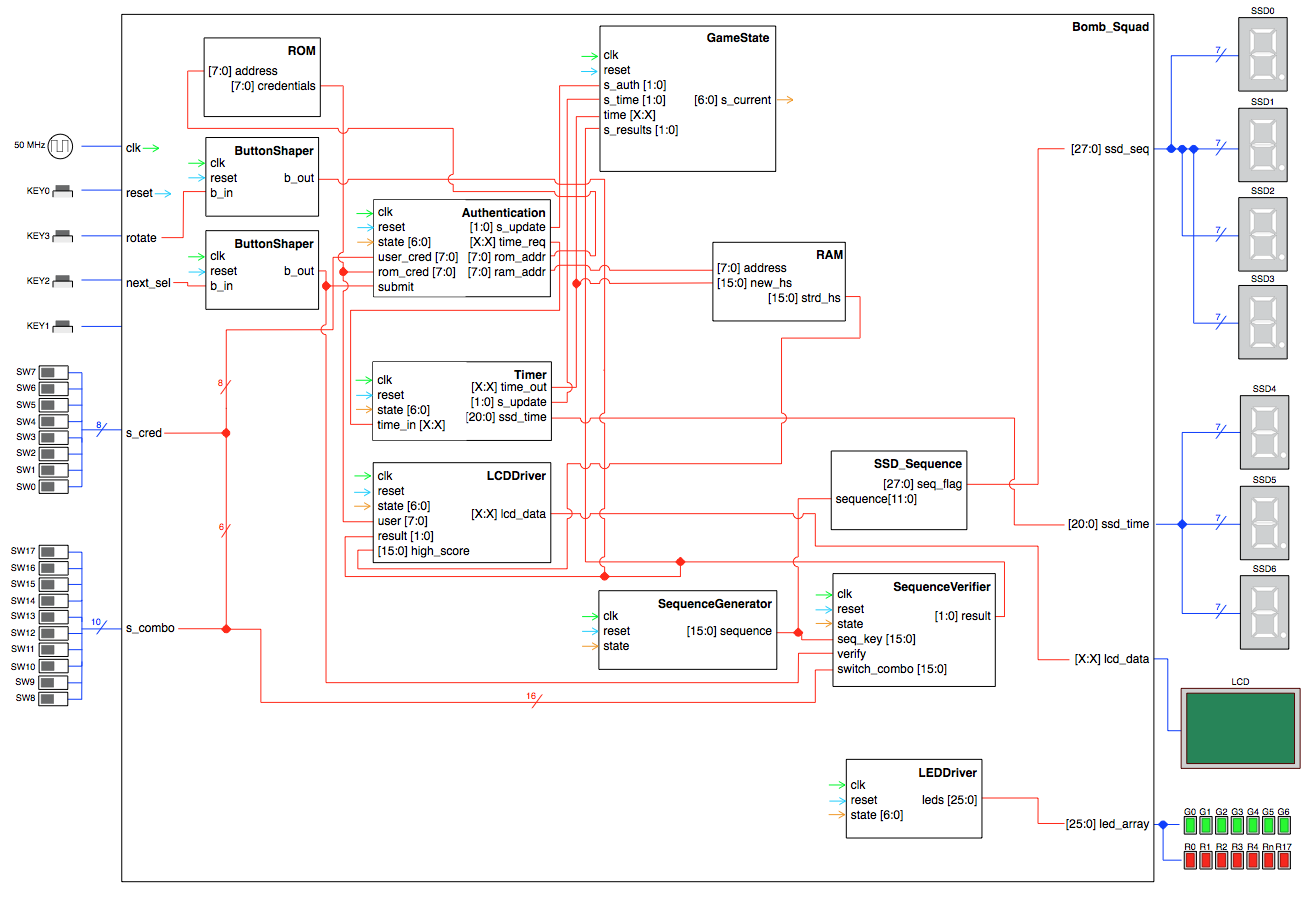 Bomb_Squad
50 MHz
KEY0
KEY3
KEY2
KEY1
SW7
SW6
SW5
SW4
SW3
SW2
SW1
SW0
SW17
SW16
SW15
SW14
SW13
SW12
SW11
SW10
SW9
SW8
8
10
clk
reset
rotate
next_sel
s_cred
s_combo
8
6
16
ROM
[7:0] address
[7:0] credentials
ButtonShaper
clk
reset
b_out
b_in
ButtonShaper
clk
reset
b_out
b_in
GameState
clk
reset
s_auth [1:0]
s_time [1:0]
[6:0] s_current
time [X:X]
s_results [1:0]
Authentication
clk
reset
[1:0] s_update
state [6:0]
[X:X] time_req
user_cred [7:0]
[7:0] rom_addr
rom_cred [7:0]
[7:0] ram_addr
submit
RAM
[7:0] address
[15:0] new_hs
[15:0] strd_hs
Timer
clk
[X:X] time_out
reset
[1:0] s_update
state [6:0]
[20:0] ssd_time
time_in [X:X]
LCDDriver
clk
reset
state [6:0]
[X:X] lcd_data
user [7:0]
result [1:0]
[15:0] high_score
SSD_Sequence
[27:0] seq_flag
sequence[11:0]
SequenceGenerator
clk
reset
[15:0] sequence
state
SequenceVerifier
clk
reset
[1:0] result
state
seq_key [15:0]
verify
switch_combo [15:0]
LEDDriver
clk
reset
leds [25:0]
state [6:0]
[27:0] ssd_seq
[20:0] ssd_time
[X:X] lcd_data
[25:0] led_array
SSD0
7
SSD1
7
SSD2
7
SSD3
7
SSD4
7
SSD5
7
SSD6
7
LCD
G0 G1 G2 G3 G4 G5 G6
R0 R1 R2 R3 R4 Rn R17